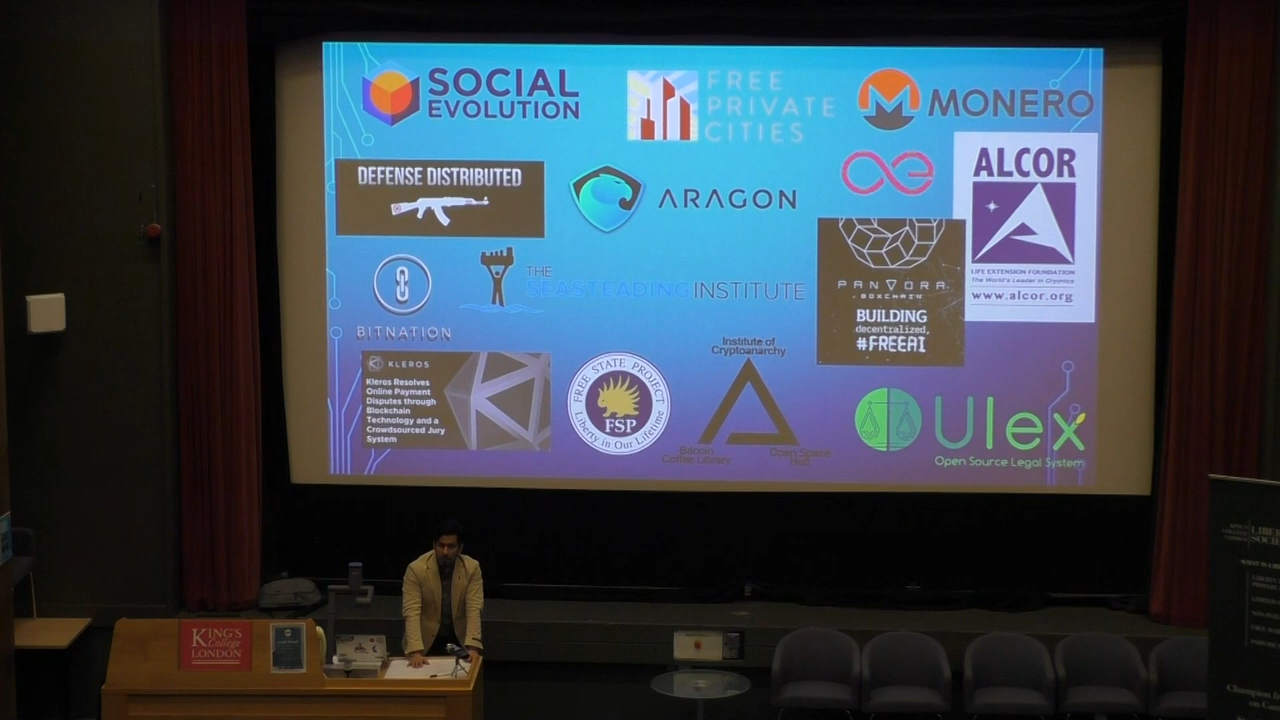 SOCIAL
EVOLUTION
FREE
PRIVATE
CITIES
MONERO
DEFENSE DISTRIBUTED
ARAGON
ALCOR
LIFE EXTENSION FOUNDATION
The World's Leader in Cryonics
www.alcor.org
BITNATION
THE
SEASTEADING INSTITUTE
PANDORA
BOXCHAIN
BUILDING
decentralized,
#FREEAI
KLEROS
Kleros Resolves
Online Payment
Disputes through
Blockchain
Technology and a
Crowdsourced Jury
System
FREE STATE PROJECT
FSP
Liberty in Our Lifetime
Institute of
Cryptoanarchy
Bitcoin
Coffee Library
Open Space
Hub
Ulex
Open Source Legal System
KING'S
College
LONDON